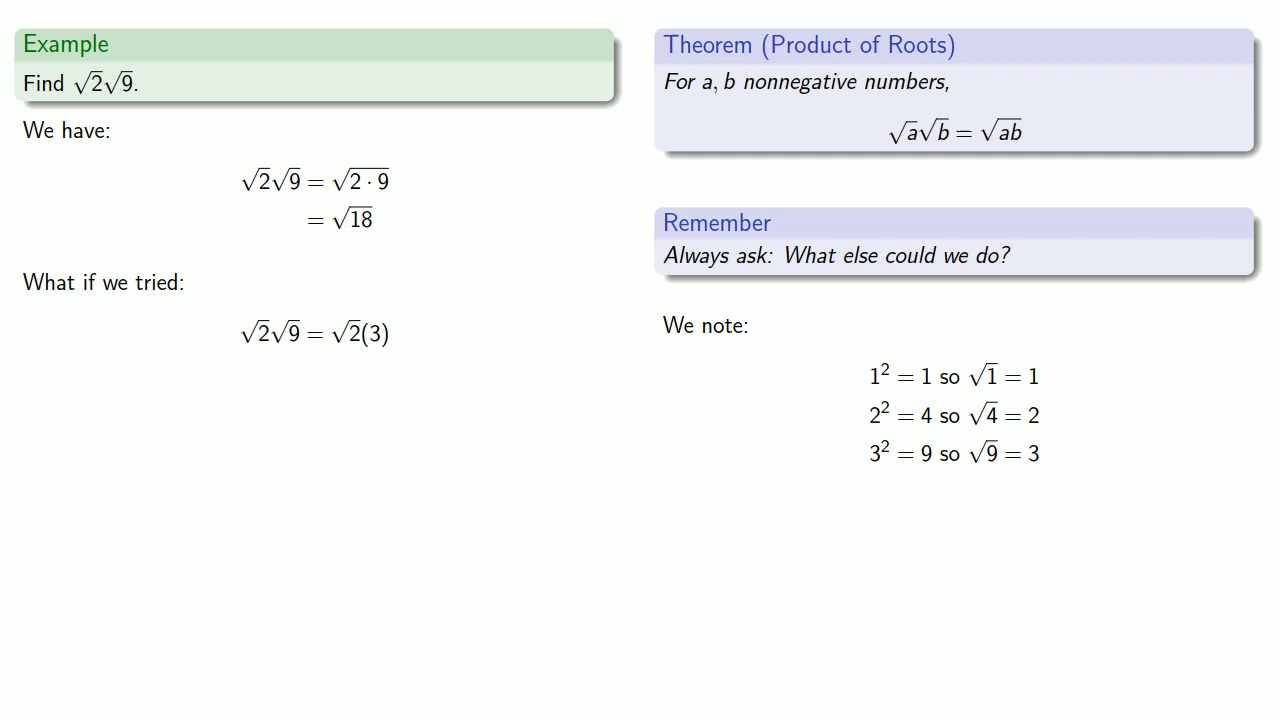 Example
Find √2√9.
We have:
√2√9 = √2 · 9
= √18
What if we tried:
√2√9 = √2(3)
Theorem (Product of Roots)
For a, b nonnegative numbers,
√a√b = √ab
Remember
Always ask: What else could we do?
We note:
1² = 1 so √1 = 1
2² = 4 so √4 = 2
3² = 9 so √9 = 3